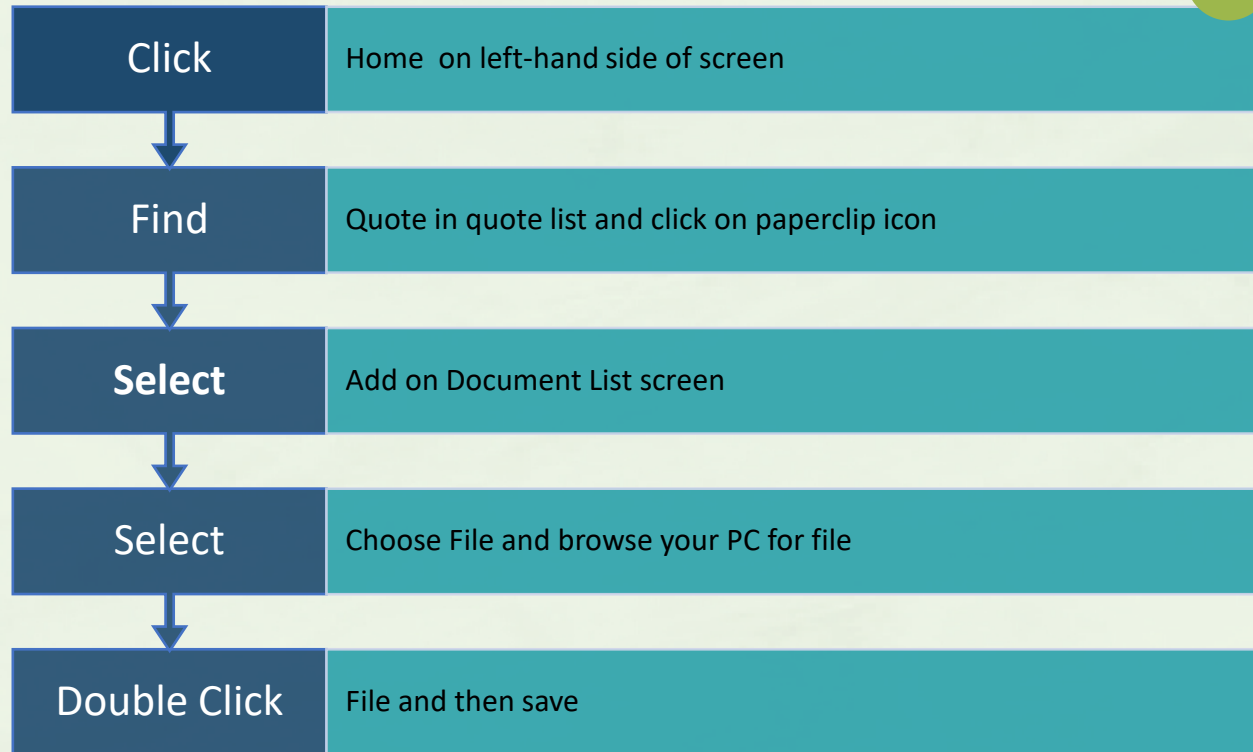 Click
Home  on left-hand side of screen
Find
Quote in quote list and click on paperclip icon
Select
Add on Document List screen
Select
Choose File and browse your PC for file
Double Click
File and then save